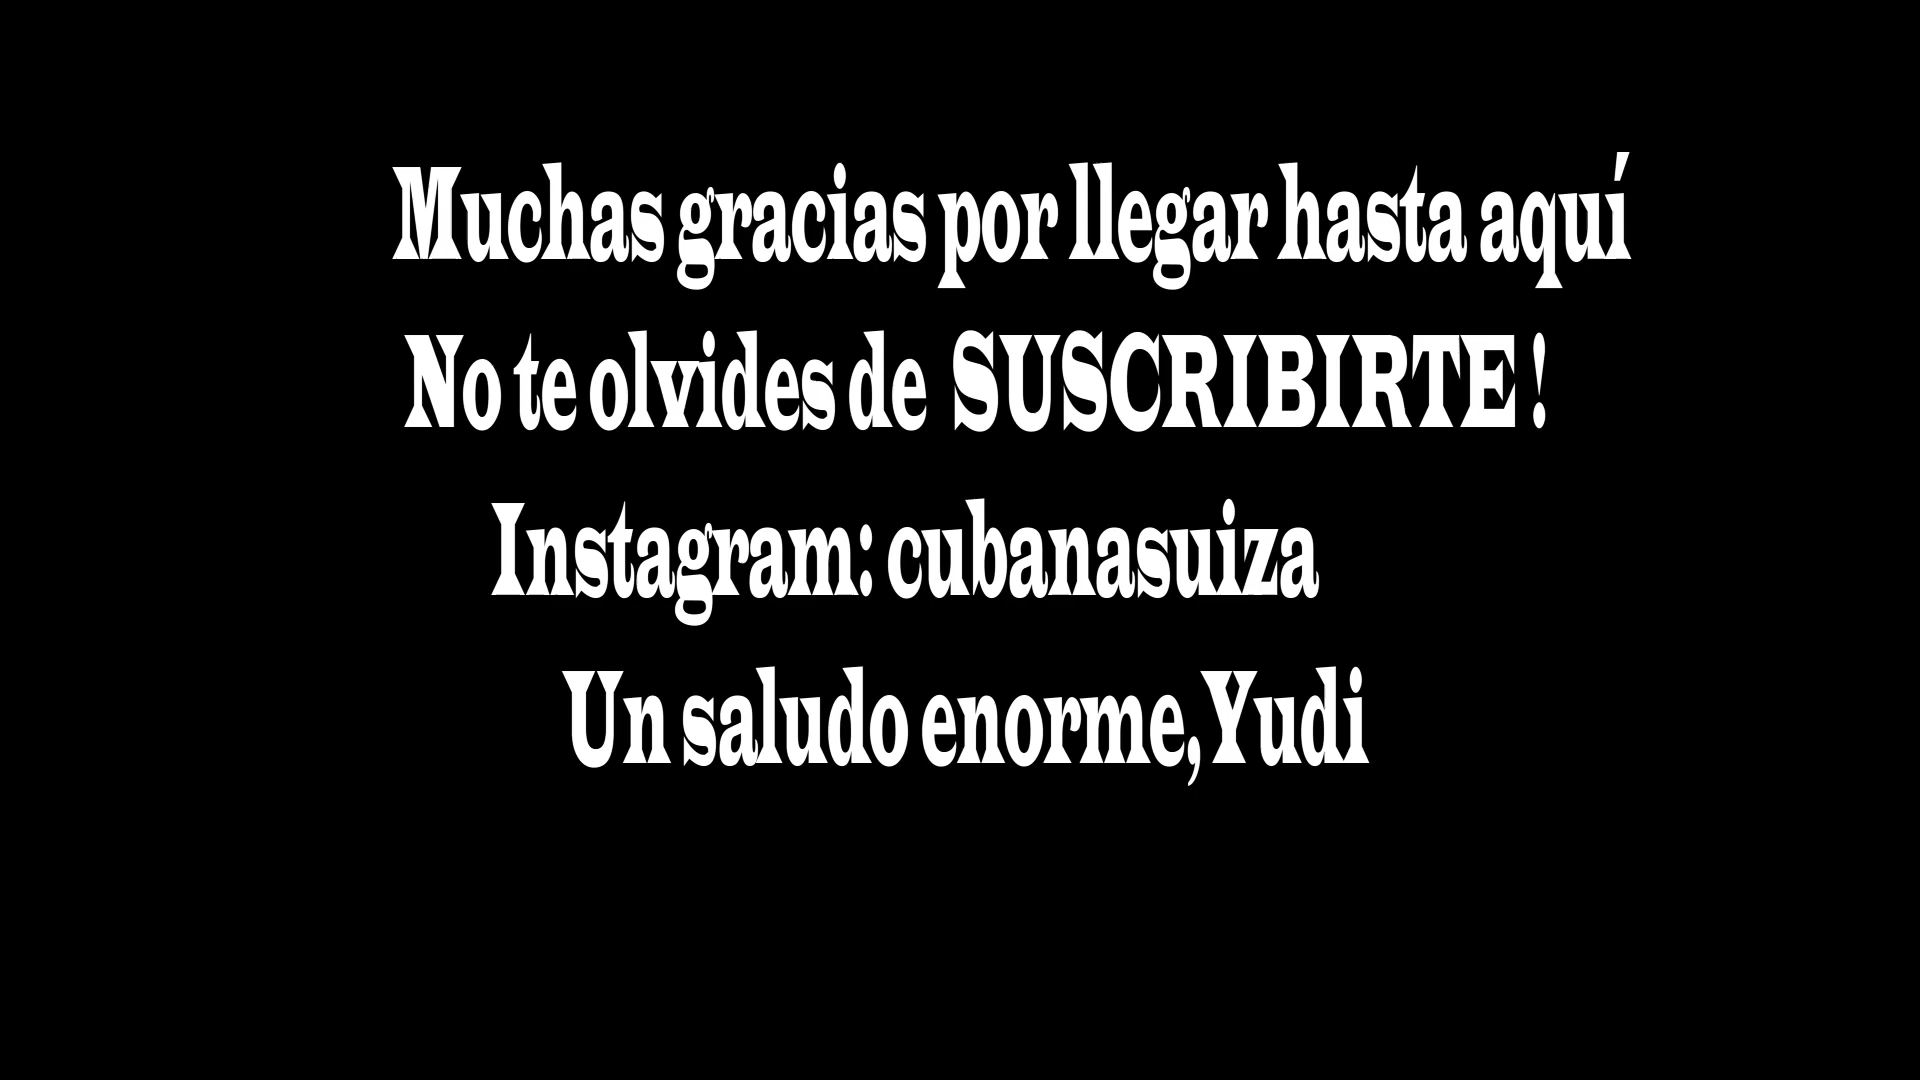 Muchas gracias por llegar hasta aquí
No te olvides de SUSCRIBIRTE !
Instagram: cubanasuiza
Un saludo enorme,Yudi